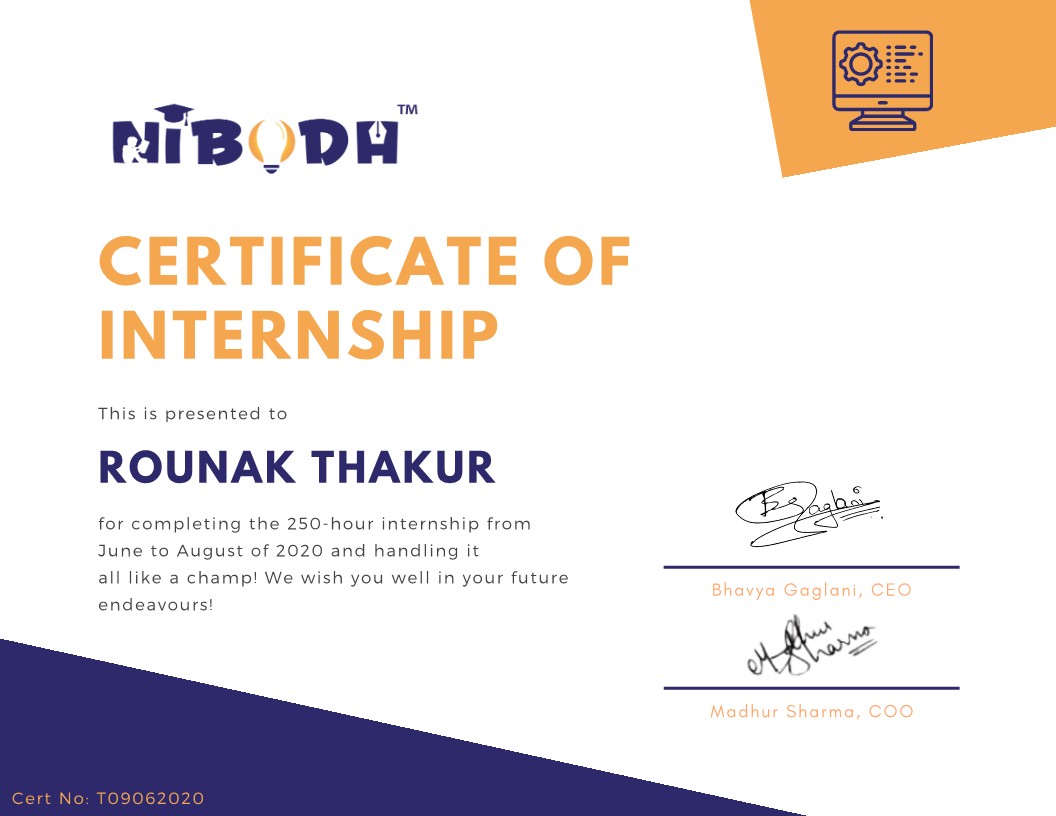 NIBODH™
CERTIFICATE OF
INTERNSHIP
This is presented to
ROUNAK THAKUR
for completing the 250-hour internship from
June to August of 2020 and handling it
all like a champ! We wish you well in your future
endeavours!
BGaglani
Bhavya Gaglani, CEO
Madhur Sharma
Madhur Sharma, COO
Cert No: T09062020